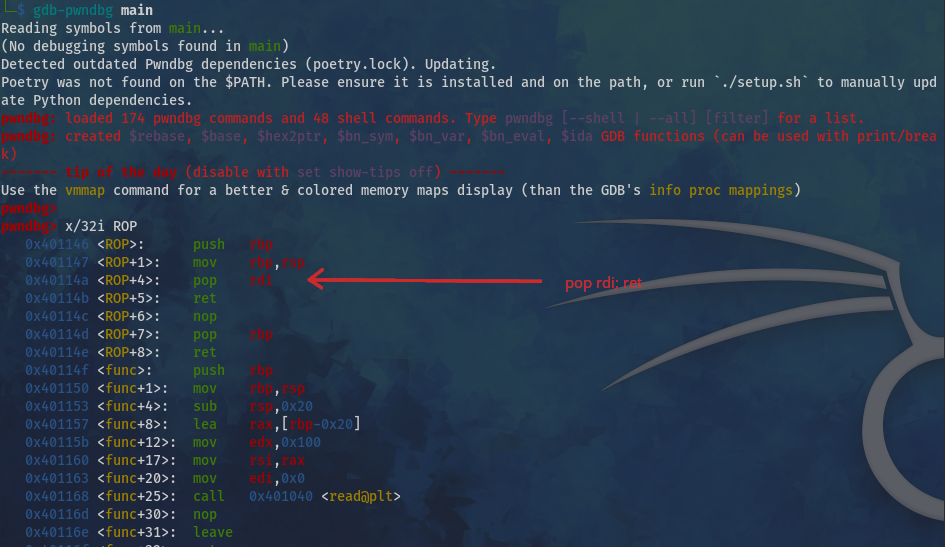 └─$ gdb-pwndbg main
Reading symbols from main...
(No debugging symbols found in main)
Detected outdated Pwndbg dependencies (poetry.lock). Updating.
Poetry was not found on the $PATH. Please ensure it is installed and on the path, or run `./setup.sh` to manually upd
ate Python dependencies.
pwndbg: loaded 174 pwndbg commands and 48 shell commands. Type pwndbg [--shell | --all] [filter] for a list.
pwndbg: created $rebase, $base, $hex2ptr, $bn_sym, $bn_var, $bn_eval, $ida GDB functions (can be used with print/brea
k)
------- tip of the day (disable with set show-tips off) -------
Use the vmmap command for a better & colored memory maps display (than the GDB's info proc mappings)
pwndbg>
pwndbg> x/32i ROP
0x401146 <ROP>: push rbp
0x401147 <ROP+1>: mov rbp,rsp
0x40114a <ROP+4>: pop rdi
pop rdi; ret
0x40114b <ROP+5>: ret
0x40114c <ROP+6>: nop
0x40114d <ROP+7>: pop rbp
0x40114e <ROP+8>: ret
0x40114f <func>: push rbp
0x401150 <func+1>: mov rbp,rsp
0x401153 <func+4>: sub rsp,0x20
0x401157 <func+8>: lea rax,[rbp-0x20]
0x40115b <func+12>: mov edx,0x100
0x401160 <func+17>: mov rsi,rax
0x401163 <func+20>: mov edi,0x0
0x401168 <func+25>: call 0x401040 <read@plt>
0x40116d <func+30>: nop
0x40116e <func+31>: leave